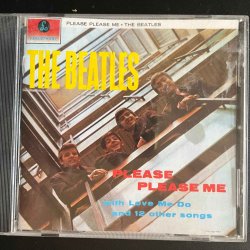 PLEASE PLEASE ME • THE BEATLES
THE BEATLES
PLEASE
PLEASE ME
with Love Me Do
and 12 other songs